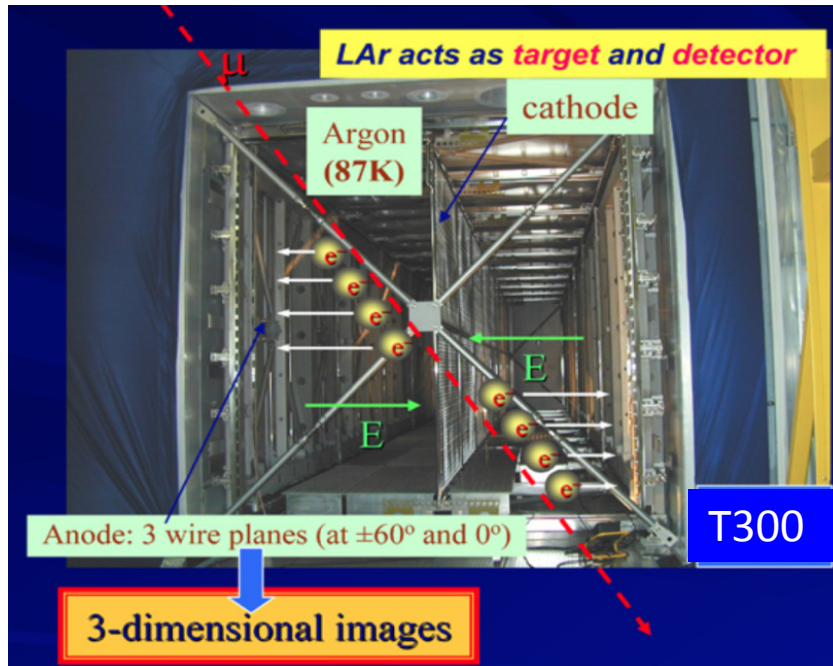 LAr acts as target and detector
μ
cathode
Argon
(87K)
e⁻
e⁻
e⁻
e⁻
E
E
e⁻
e⁻
e⁻
e⁻
Anode: 3 wire planes (at ±60° and 0°)
T300
3-dimensional images